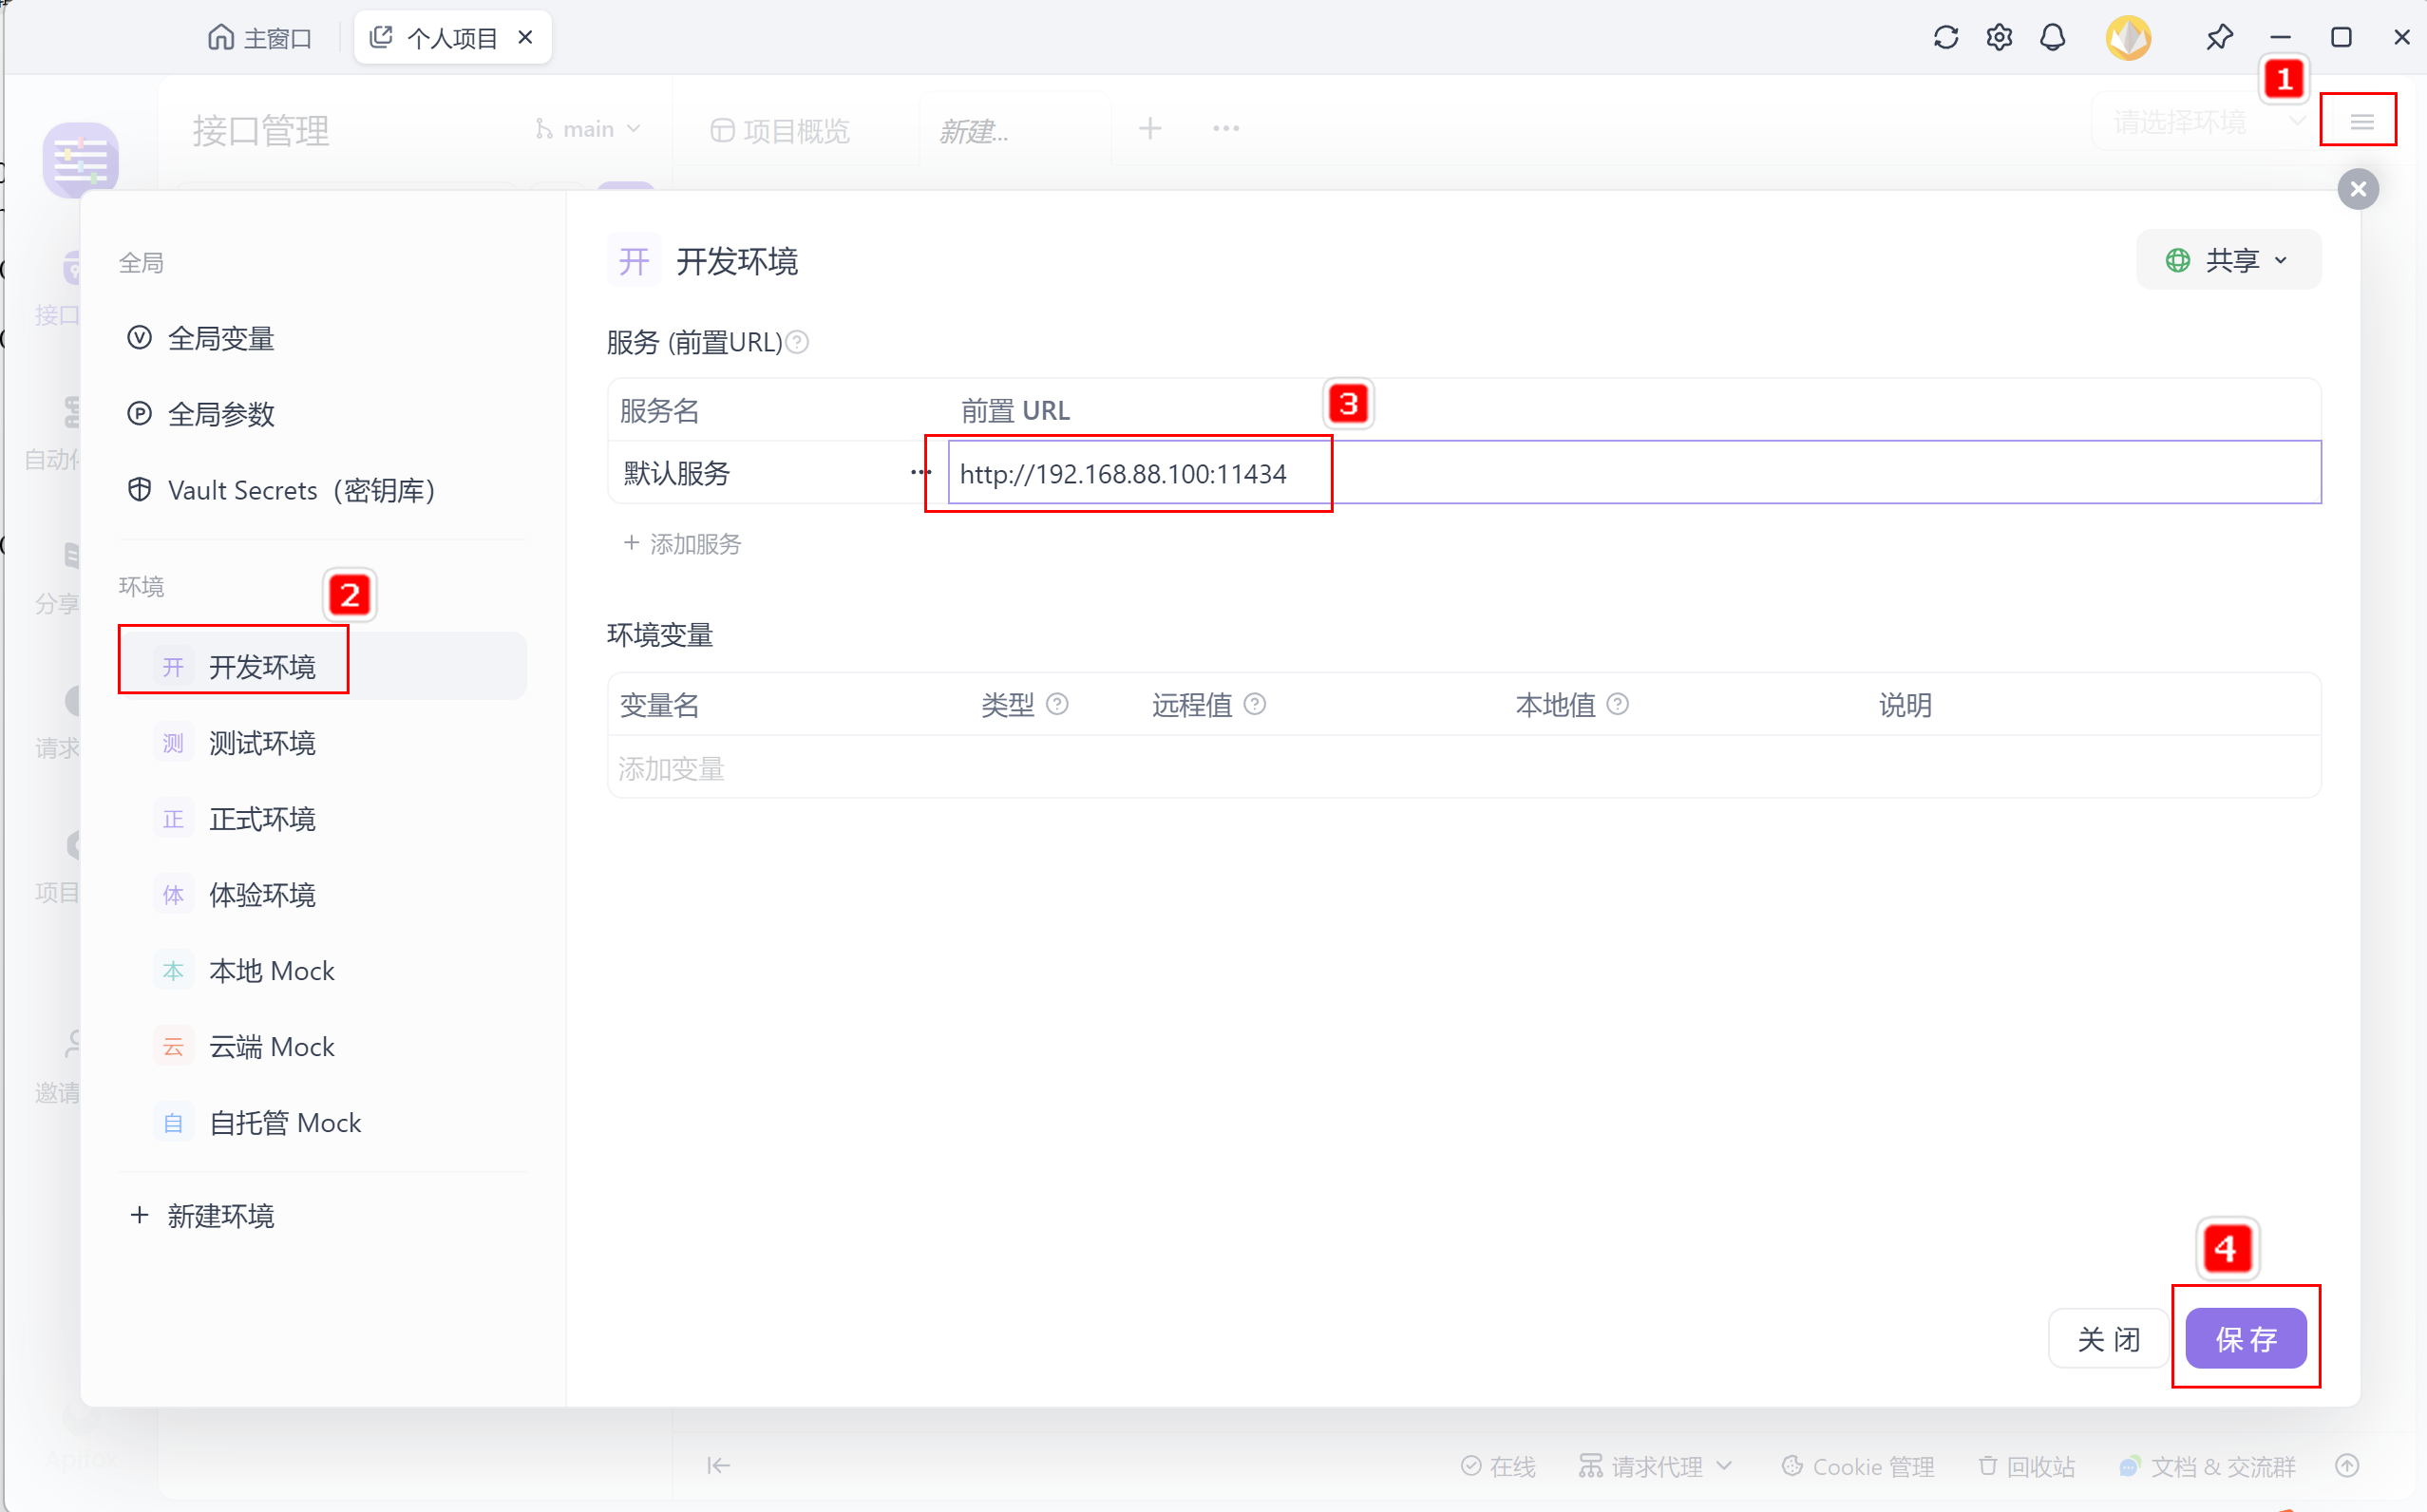 主窗口
个人项目
1
接口管理
main
项目概览
新建...
请选择环境
接口
自动化
分享
请求
项目
邀请
全局
全局变量
全局参数
Vault Secrets（密钥库）
环境
2
开 开发环境
测 测试环境
正 正式环境
体 体验环境
本 本地 Mock
云 云端 Mock
自 自托管 Mock
+ 新建环境
开 开发环境
共享
服务 (前置URL)
服务名 前置 URL
3
默认服务 ... http://192.168.88.100:11434
+ 添加服务
环境变量
变量名 类型 远程值 本地值 说明
添加变量
4
关 闭
保 存
在线
请求代理
Cookie 管理
回收站
文档 & 交流群